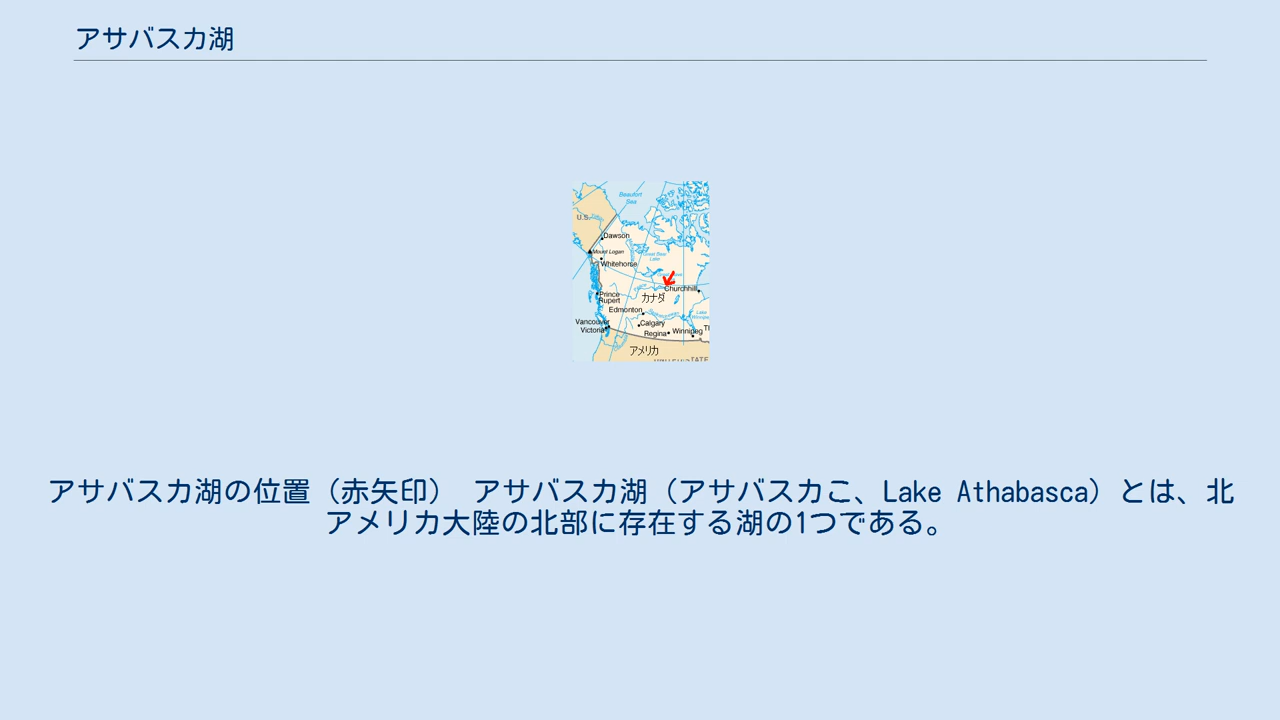 アサバスカ湖
Beaufort
Sea
U.S.
Dawson
Mount Logan
Great Bear
Lake
Whitehorse
Churchill
Prince
Rupert
カナダ
Edmonton
Lake
Vancouver
Calgary
Victoria
Regina
Winnipeg
アメリカ
アサバスカ湖の位置（赤矢印） アサバスカ湖（アサバスカこ、Lake Athabasca）とは、北
アメリカ大陸の北部に存在する湖の1つである。